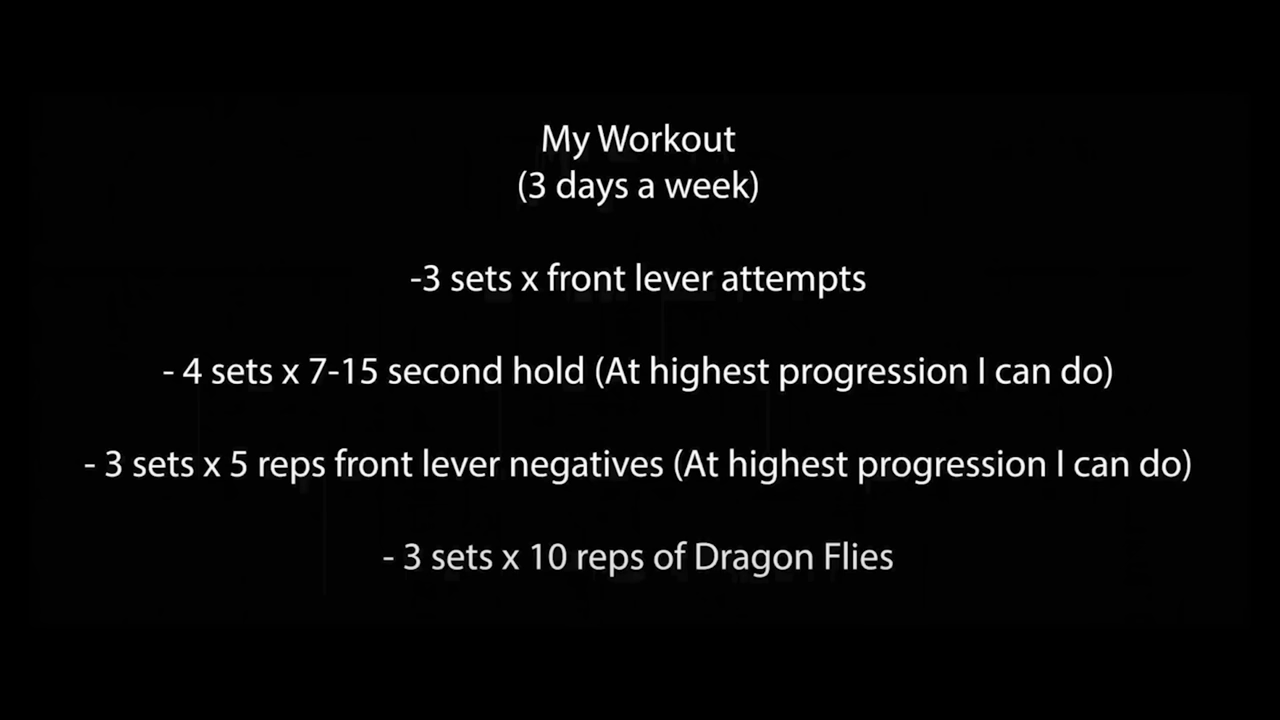 My Workout
(3 days a week)
-3 sets x front lever attempts
- 4 sets x 7-15 second hold (At highest progression I can do)
- 3 sets x 5 reps front lever negatives (At highest progression I can do)
- 3 sets x 10 reps of Dragon Flies